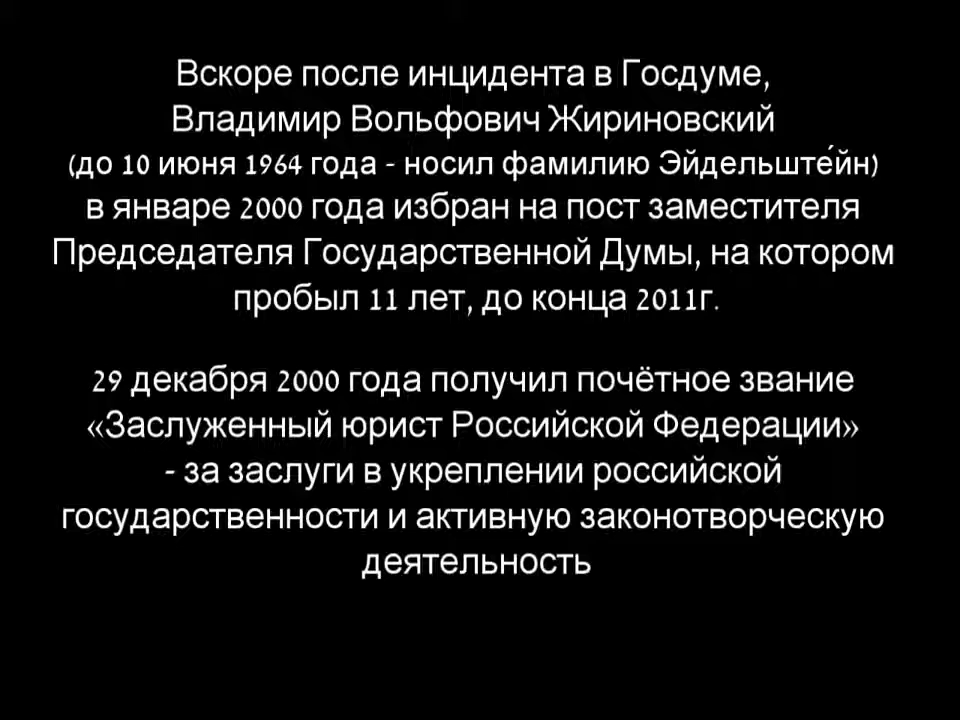 Вскоре после инцидента в Госдуме,
Владимир Вольфович Жириновский
(до 10 июня 1964 года - носил фамилию Эйдельште́йн)
в январе 2000 года избран на пост заместителя
Председателя Государственной Думы, на котором
пробыл 11 лет, до конца 2011г.
29 декабря 2000 года получил почётное звание
«Заслуженный юрист Российской Федерации»
- за заслуги в укреплении российской
государственности и активную законотворческую
деятельность